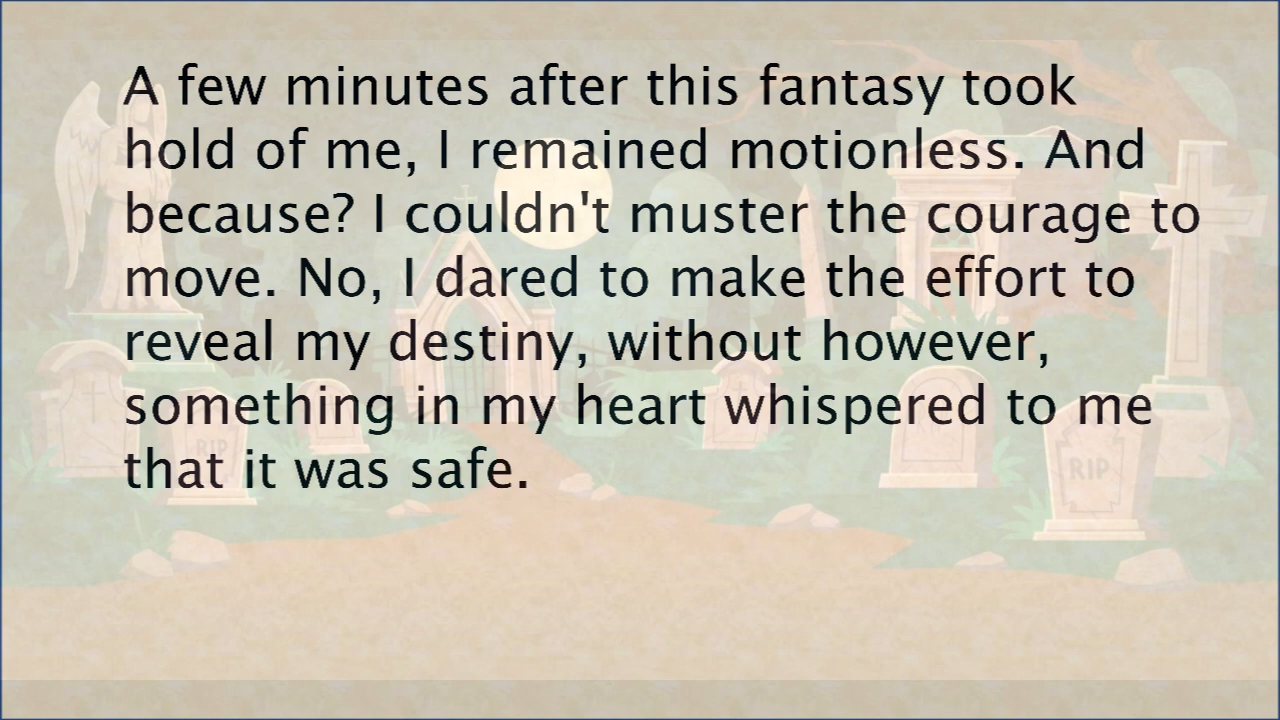 A few minutes after this fantasy took
hold of me, I remained motionless. And
because? I couldn't muster the courage to
move. No, I dared to make the effort to
reveal my destiny, without however,
something in my heart whispered to me
that it was safe.
RIP
RIP